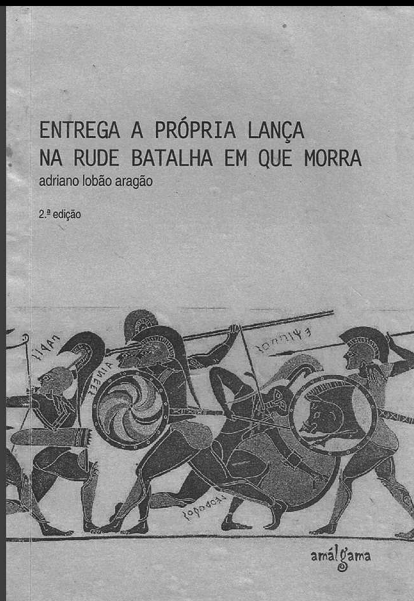 ENTREGA A PRÓPRIA LANÇA
NA RUDE BATALHA EM QUE MORRA
adriano lobão aragão
2.ª edição
amálgama